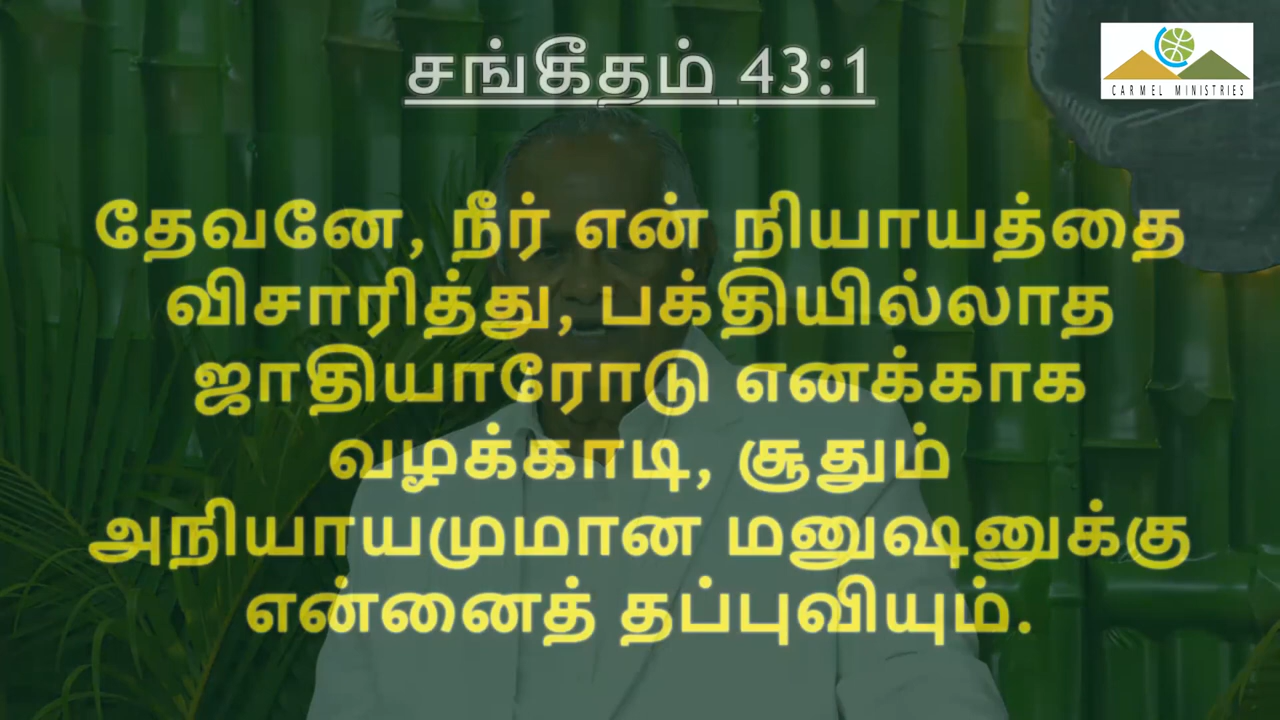 சங்கீதம் 43:1
CARMEL MINISTRIES
தேவனே, நீர் என் நியாயத்தை
விசாரித்து, பக்தியில்லாத
ஜாதியாரோடு எனக்காக
வழக்காடி, சூதும்
அநியாயமுமான மனுஷனுக்கு
என்னைத் தப்புவியும்.